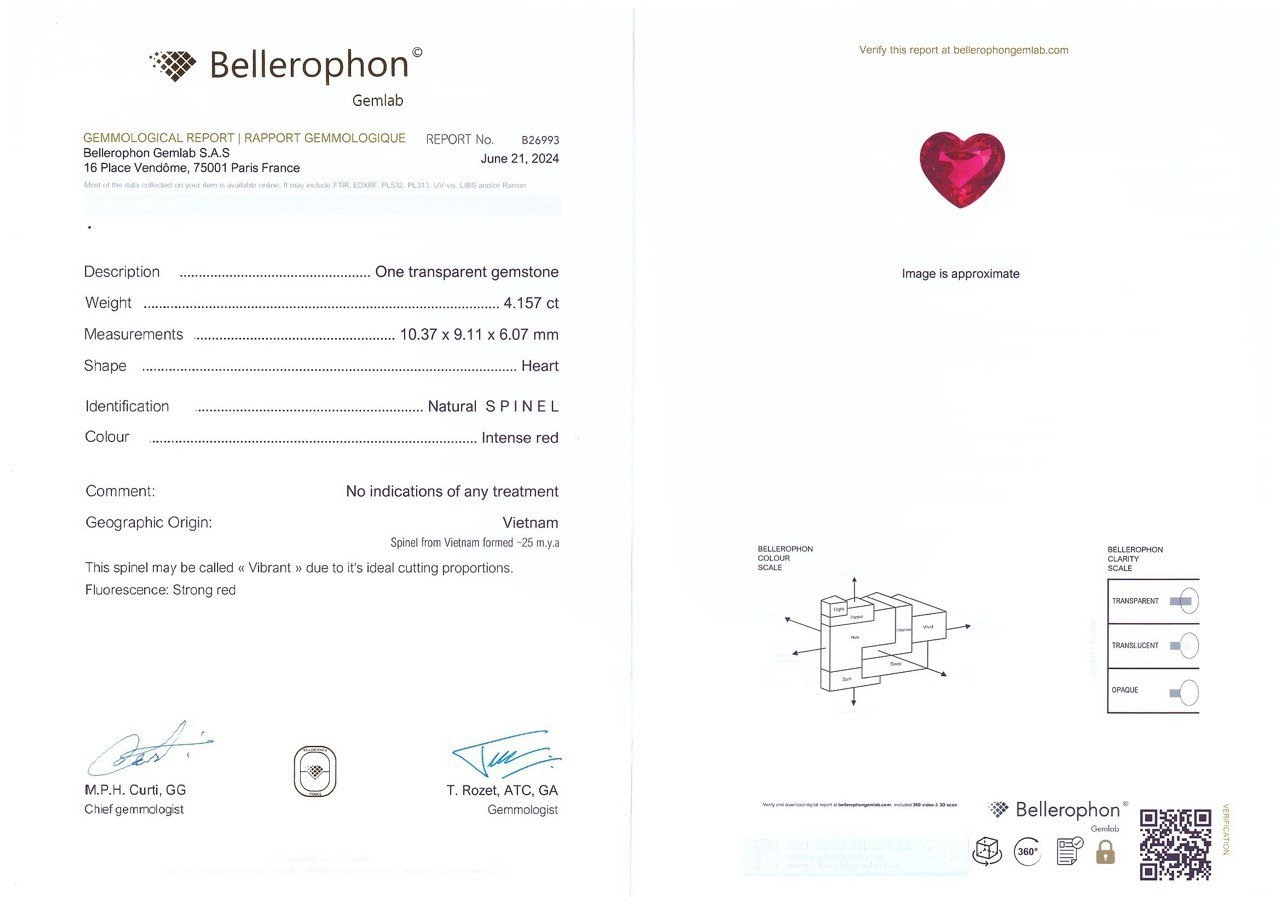 Bellerophon©
Gemlab
GEMMOLOGICAL REPORT | RAPPORT GEMMOLOGIQUE REPORT No. B26993
Bellerophon Gemlab S.A.S June 21, 2024
16 Place Vendôme, 75001 Paris France
Most of the data collected on your item is available online. It may include FTIR, EDXRF, PL532, PL313, UV-vis, LIBS and/or Raman
Description ........ One transparent gemstone
Weight ........ 4.157 ct
Measurements ........ 10.37 x 9.11 x 6.07 mm
Shape ........ Heart
Identification ........ Natural S P I N E L
Colour ........ Intense red
Comment: No indications of any treatment
Geographic Origin: Vietnam
Spinel from Vietnam formed ~25 m.y.a
This spinel may be called « Vibrant » due to it's ideal cutting proportions.
Fluorescence: Strong red
M.P.H. Curti, GG
Chief gemmologist
BELLEROPHON
FRANCE
T. Rozet, ATC, GA
Gemmologist
Verify this report at bellerophongemlab.com
Image is approximate
BELLEROPHON
COLOUR
SCALE
Light
Pastel
Hue
Intense
Vivid
Deep
Dark
BELLEROPHON
CLARITY
SCALE
TRANSPARENT
TRANSLUCENT
OPAQUE
Verify and download digital report at bellerophongemlab.com, included 360 video & 3D scan
Bellerophon©
Gemlab
360°
VERIFICATION